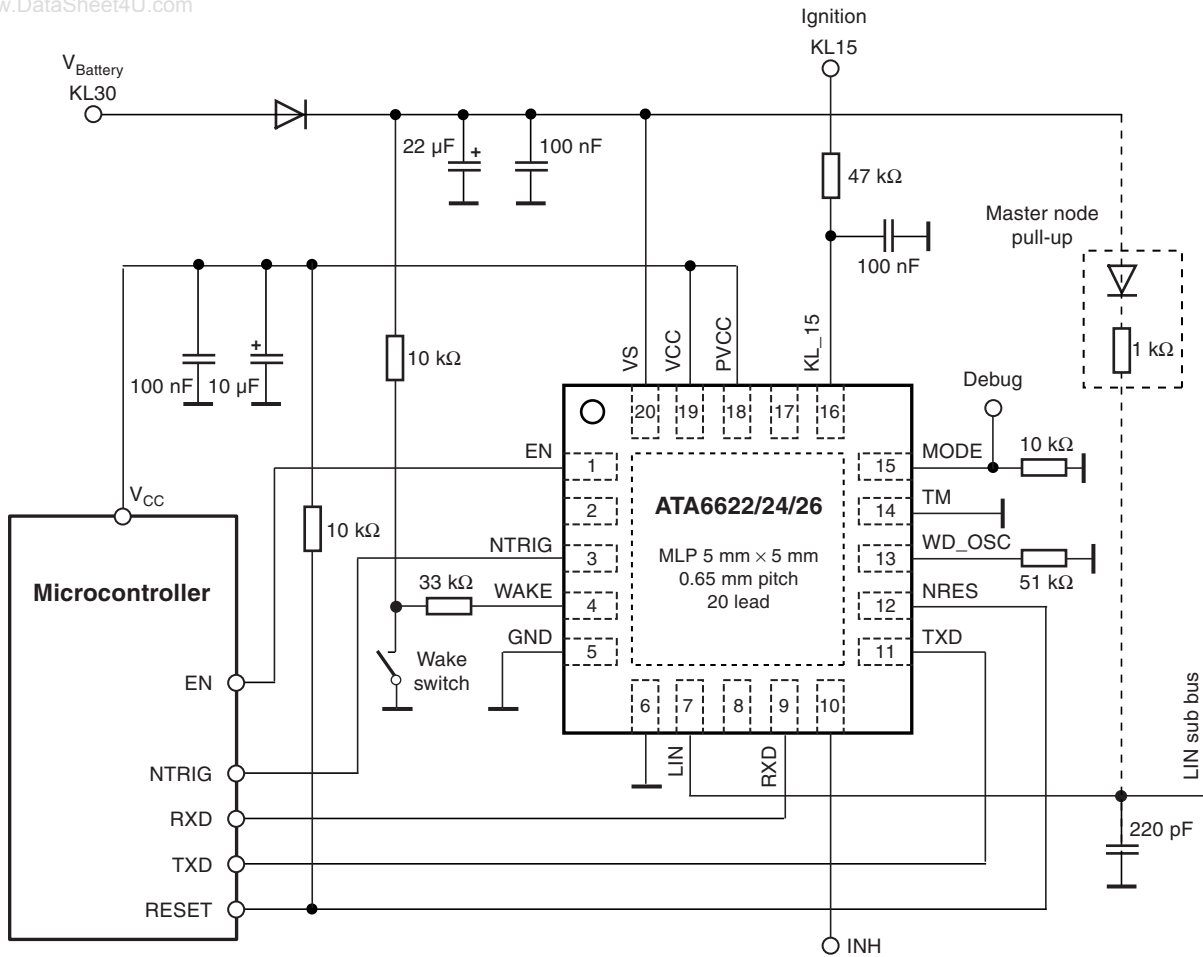 w.DataSheet4U.com
Ignition
KL15
V_Battery
KL30
22 µF
+
100 nF
47 kΩ
100 nF
Master node
pull-up
1 kΩ
100 nF
+
10 µF
10 kΩ
VS
VCC
PVCC
KL_15
Debug
20
19
18
17
16
EN
1
MODE
15
10 kΩ
2
ATA6622/24/26
TM
14
V_CC
10 kΩ
NTRIG
3
MLP 5 mm × 5 mm
0.65 mm pitch
20 lead
WD_OSC
13
51 kΩ
Microcontroller
33 kΩ
WAKE
4
NRES
12
GND
5
TXD
11
Wake
switch
EN
6
7
8
9
10
LIN
RXD
LIN sub bus
NTRIG
RXD
220 pF
TXD
RESET
INH